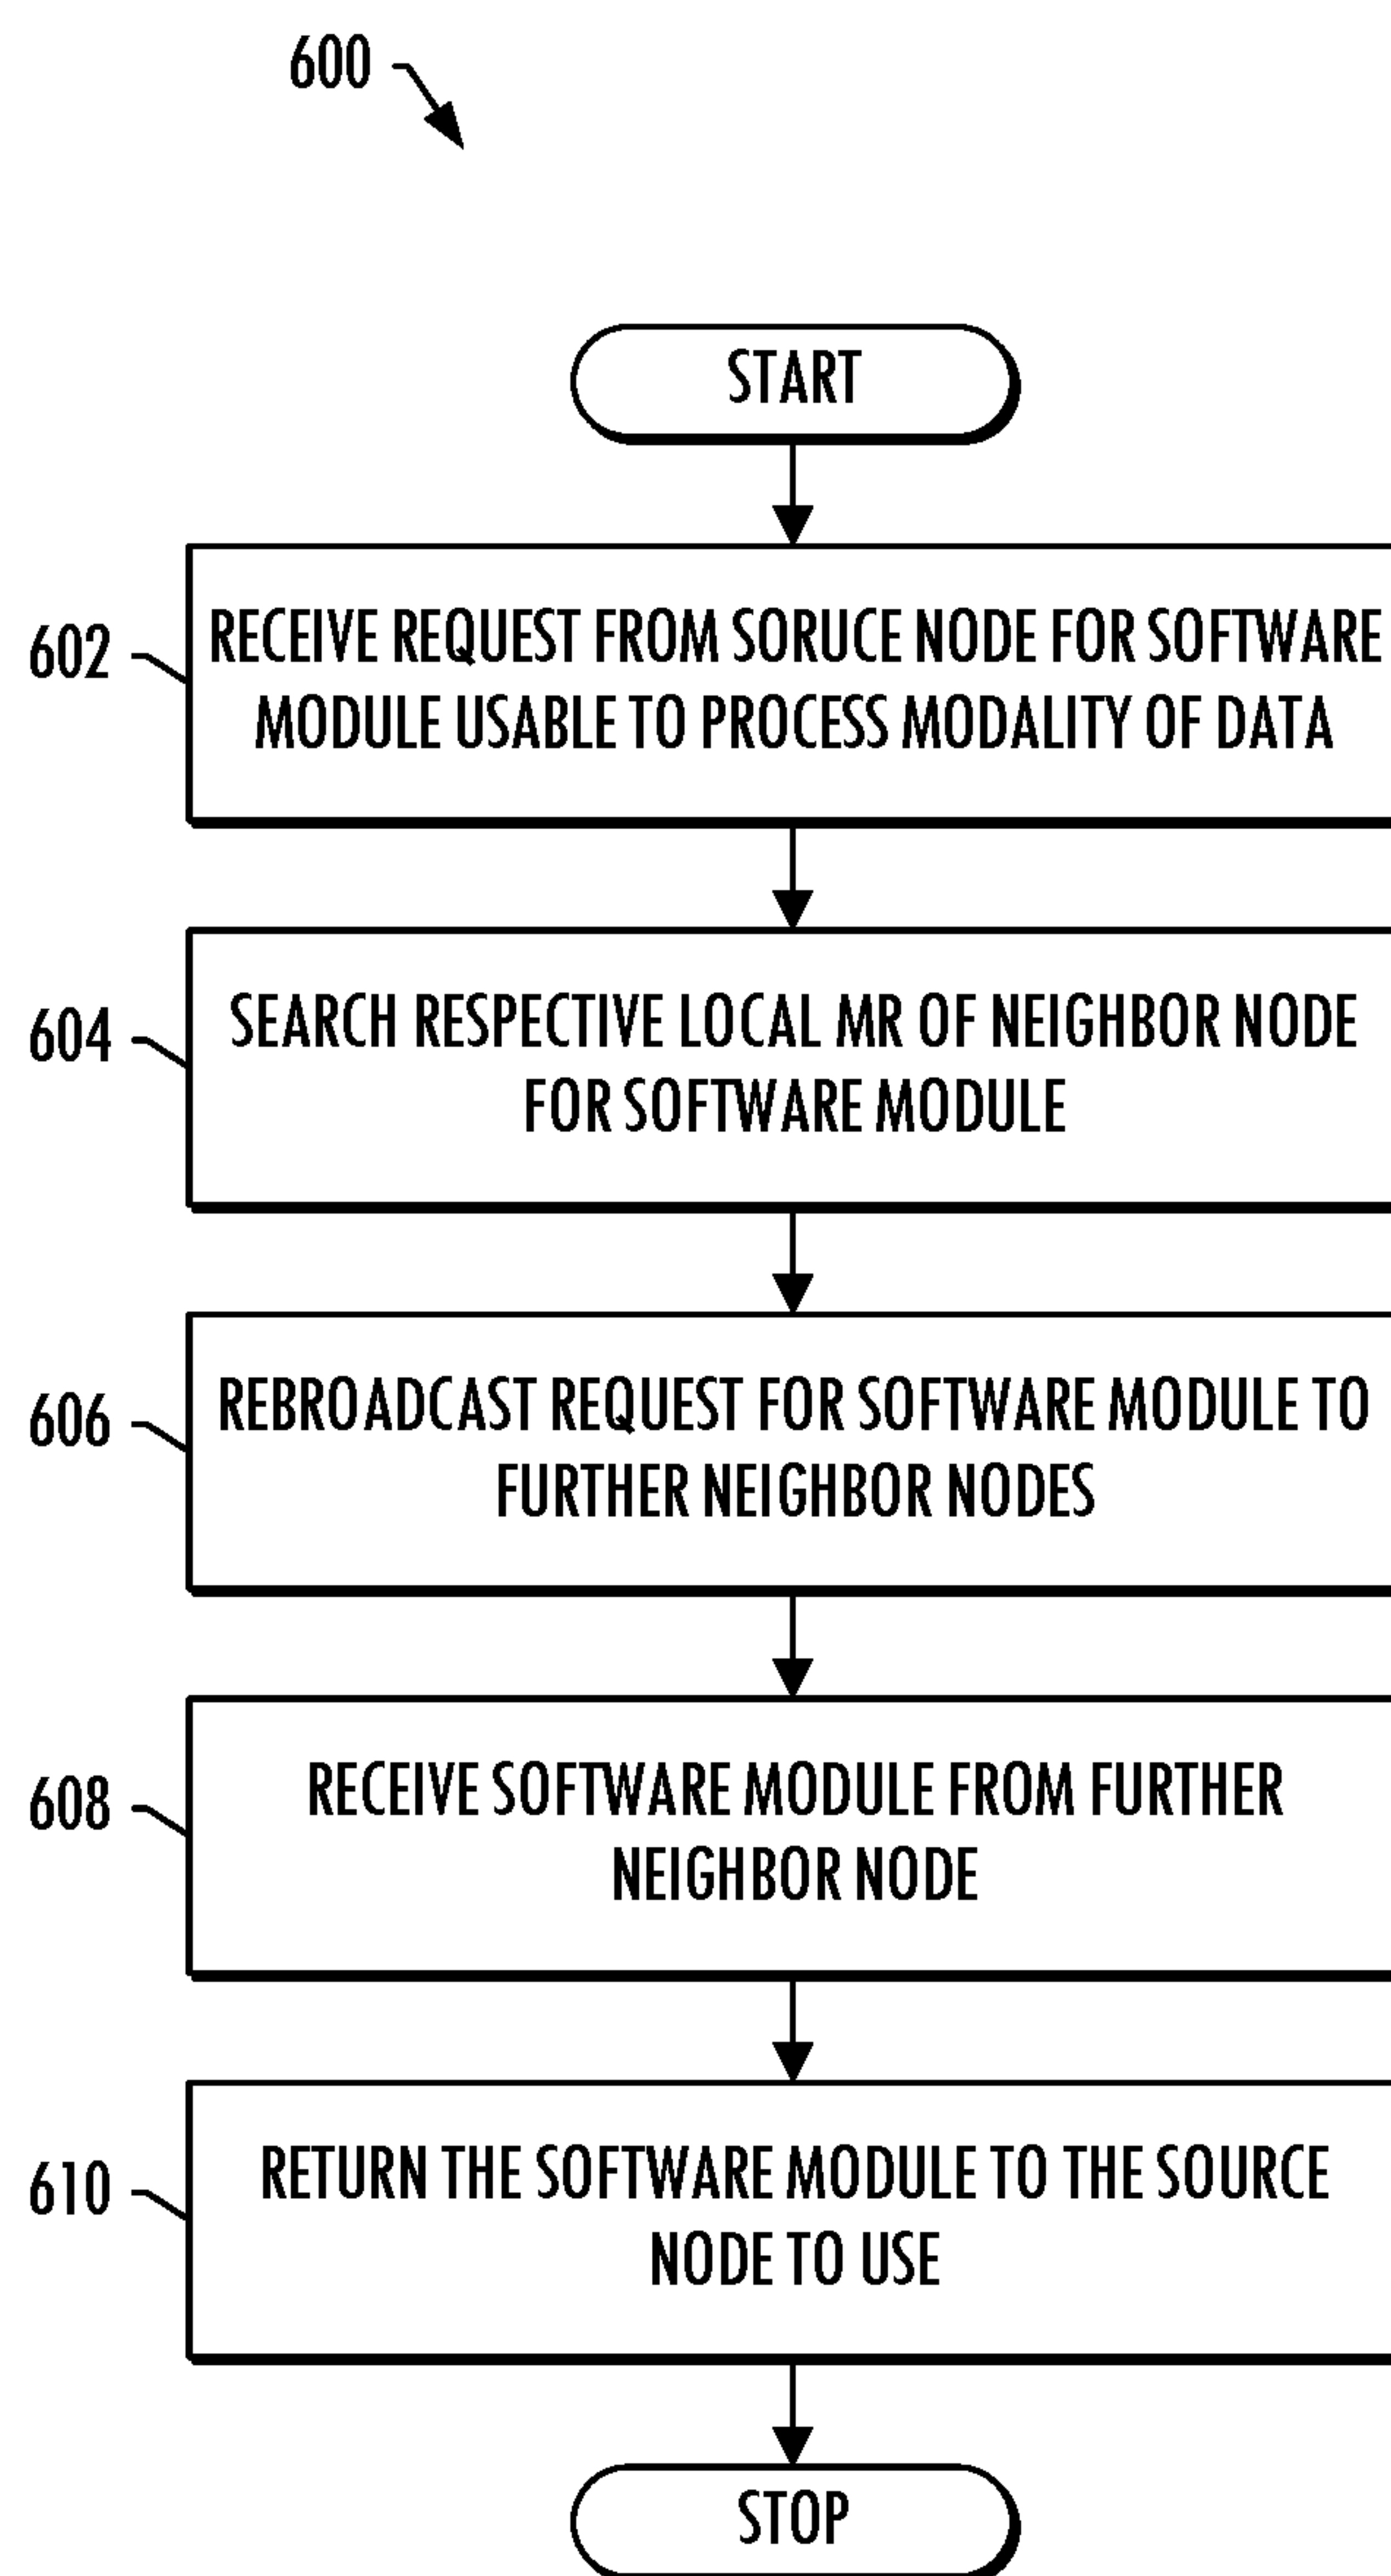 600
START
602
RECEIVE REQUEST FROM SORUCE NODE FOR SOFTWARE
MODULE USABLE TO PROCESS MODALITY OF DATA
604
SEARCH RESPECTIVE LOCAL MR OF NEIGHBOR NODE
FOR SOFTWARE MODULE
606
REBROADCAST REQUEST FOR SOFTWARE MODULE TO
FURTHER NEIGHBOR NODES
608
RECEIVE SOFTWARE MODULE FROM FURTHER
NEIGHBOR NODE
610
RETURN THE SOFTWARE MODULE TO THE SOURCE
NODE TO USE
STOP